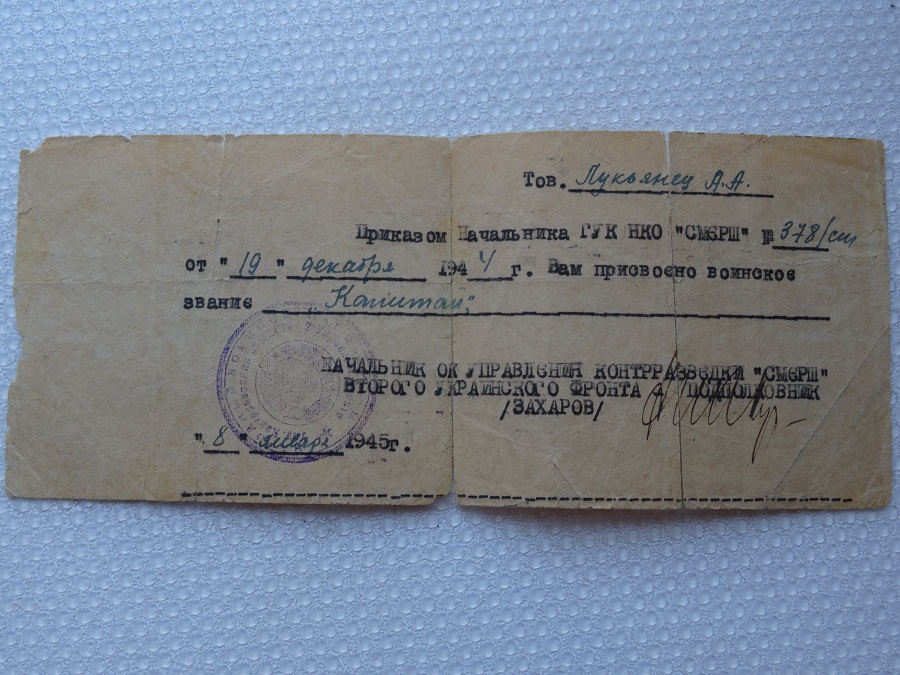 Тов. Лукьянец А.А.
Приказом Начальника ГУК НКО "СМЕРШ" № 378/сш
от "19" декабря 1944 г. Вам присвоено воинское
звание "Капитан"
НАЧАЛЬНИК ОК УПРАВЛЕНИЯ КОНТРРАЗВЕДКИ "СМЕРШ"
ВТОРОГО УКРАИНСКОГО ФРОНТА - ПОДПОЛКОВНИК
/ЗАХАРОВ/
"8" января 1945г.